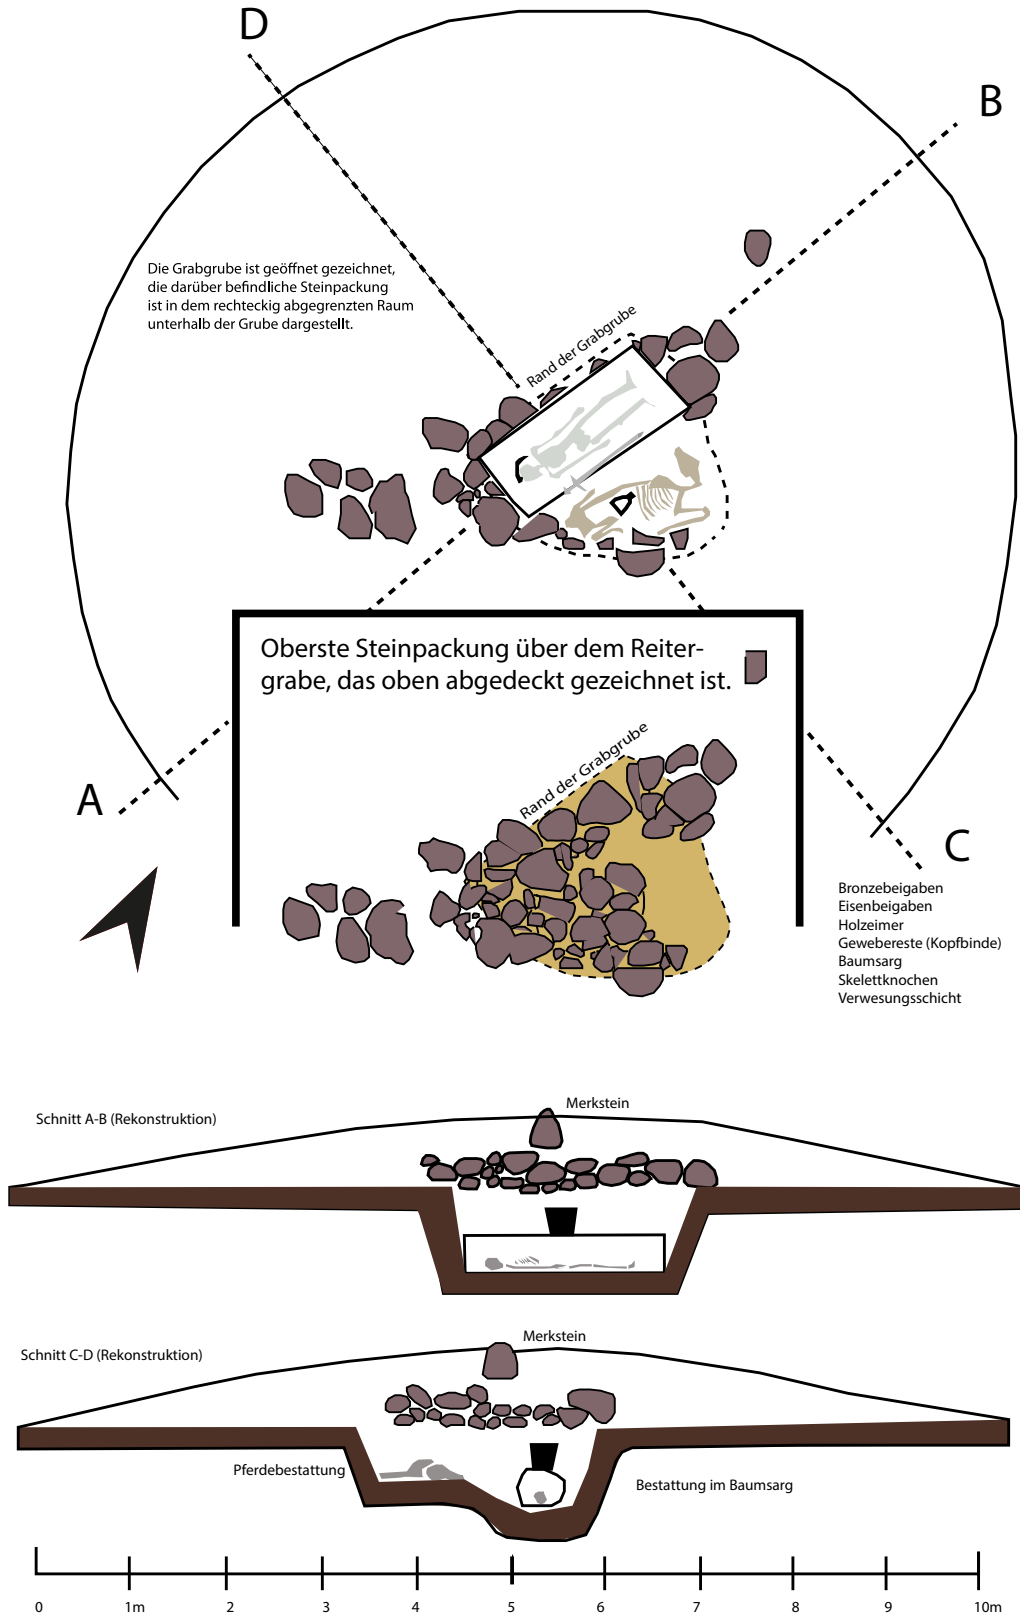 D
B
Die Grabgrube ist geöffnet gezeichnet,
die darüber befindliche Steinpackung
ist in dem rechteckig abgegrenzten Raum
unterhalb der Grube dargestellt.
Rand der Grabgrube
Oberste Steinpackung über dem Reiter-
grabe, das oben abgedeckt gezeichnet ist.
Rand der Grabgrube
A
C
Bronzebeigaben
Eisenbeigaben
Holzeimer
Gewebereste (Kopfbinde)
Baumsarg
Skelettknochen
Verwesungsschicht
Merkstein
Schnitt A-B (Rekonstruktion)
Merkstein
Schnitt C-D (Rekonstruktion)
Pferdebestattung
Bestattung im Baumsarg
0 1m 2 3 4 5 6 7 8 9 10m